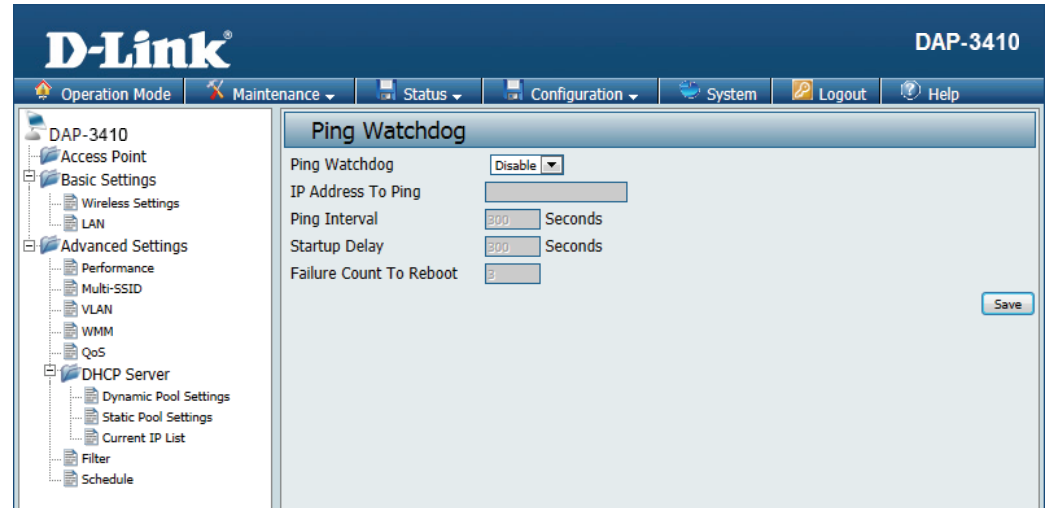 D-Link®
DAP-3410
Operation Mode
Maintenance
Status
Configuration
System
Logout
Help
DAP-3410
Access Point
Basic Settings
Wireless Settings
LAN
Advanced Settings
Performance
Multi-SSID
VLAN
WMM
QoS
DHCP Server
Dynamic Pool Settings
Static Pool Settings
Current IP List
Filter
Schedule
Ping Watchdog
Ping Watchdog Disable
IP Address To Ping
Ping Interval 300 Seconds
Startup Delay 300 Seconds
Failure Count To Reboot 3
Save